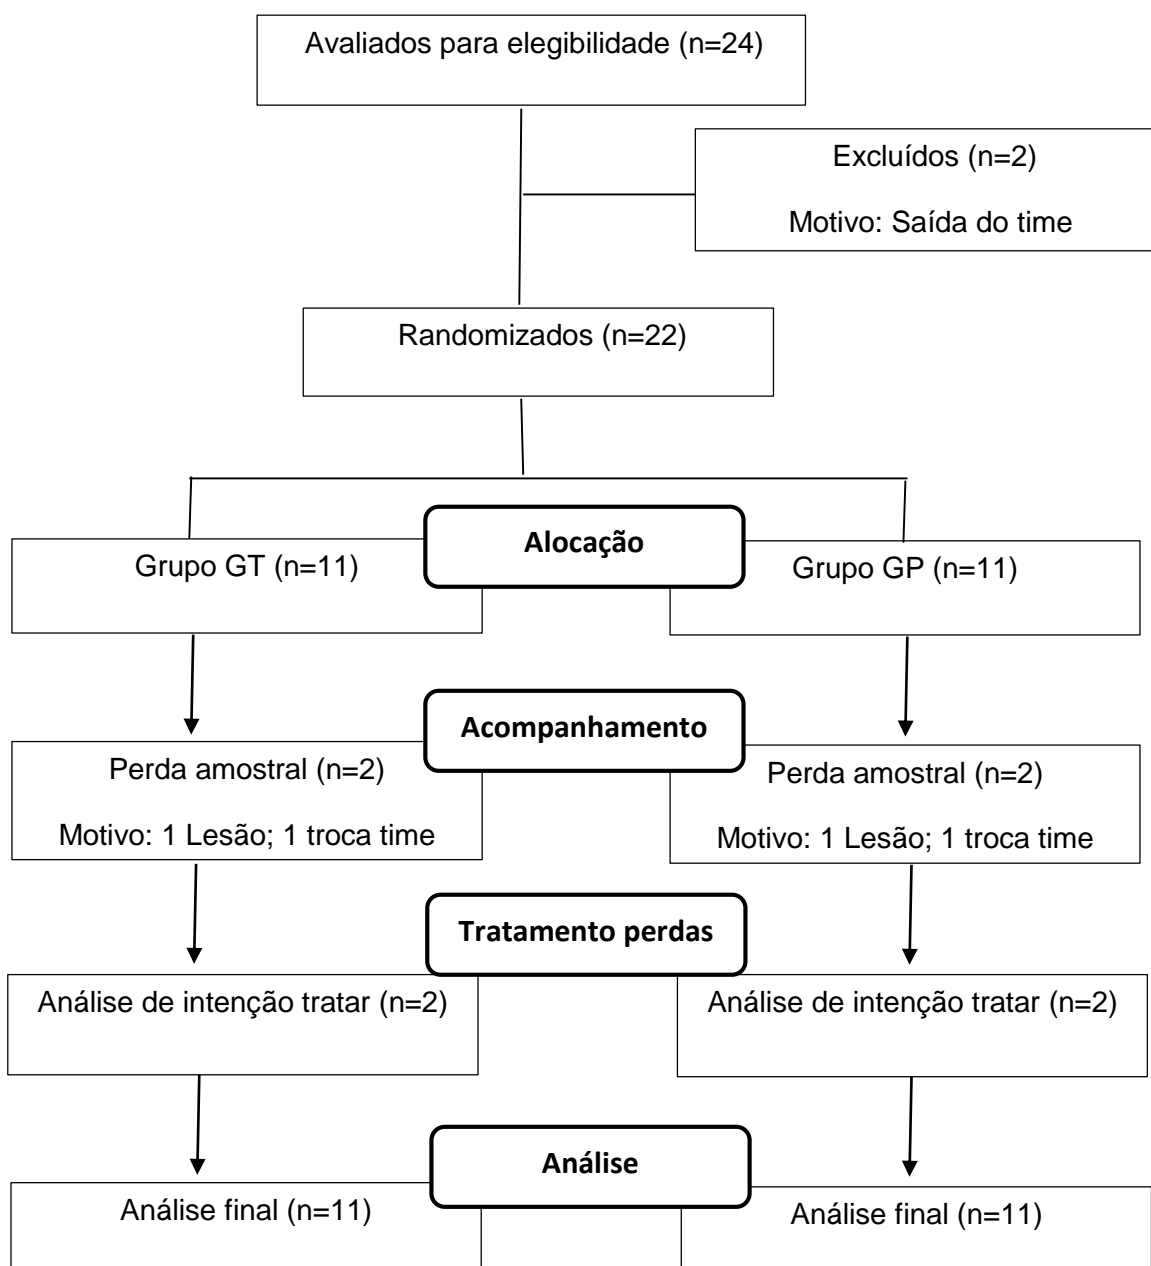 Avaliados para elegibilidade (n=24)
Excluídos (n=2)
Motivo: Saída do time
Randomizados (n=22)
Alocação
Grupo GT (n=11)
Grupo GP (n=11)
Acompanhamento
Perda amostral (n=2)
Motivo: 1 Lesão; 1 troca time
Perda amostral (n=2)
Motivo: 1 Lesão; 1 troca time
Tratamento perdas
Análise de intenção tratar (n=2)
Análise de intenção tratar (n=2)
Análise
Análise final (n=11)
Análise final (n=11)